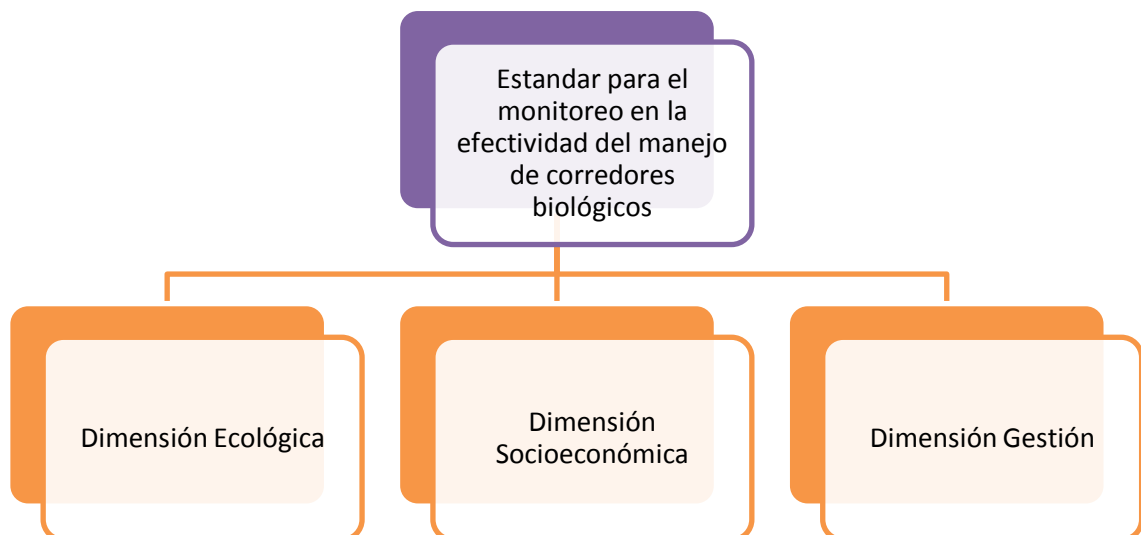 Estandar para el
monitoreo en la
efectividad del manejo
de corredores
biológicos
Dimensión Ecológica
Dimensión
Socioeconómica
Dimensión Gestión